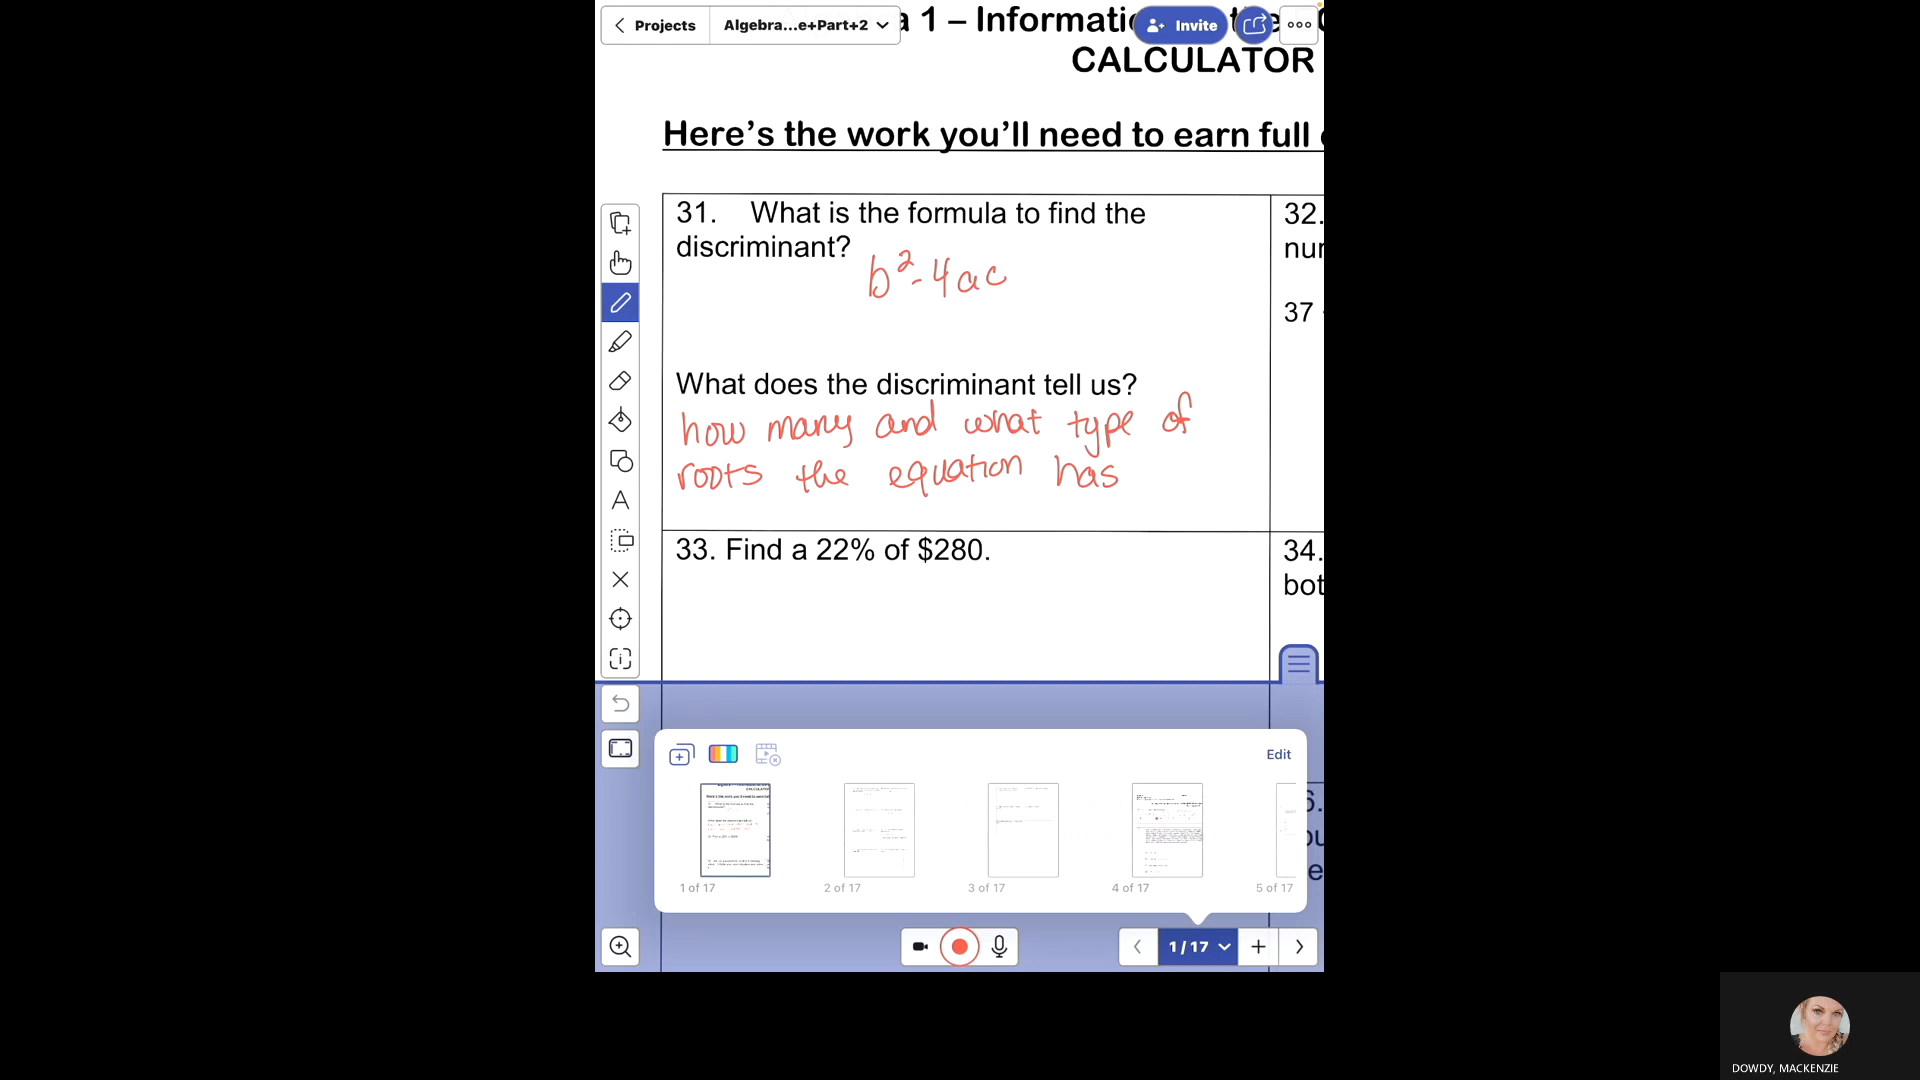 Projects
Algebra...e+Part+2
a 1 – Informati
Invite
CALCULATOR
Here's the work you'll need to earn full
31. What is the formula to find the
discriminant?
b²-4ac
What does the discriminant tell us?
how many and what type of
roots the equation has
32.
37
33. Find a 22% of $280.
34.
Edit
1 of 17
2 of 17
3 of 17
4 of 17
5 of 17
1 / 17
DOWDY, MACKENZIE